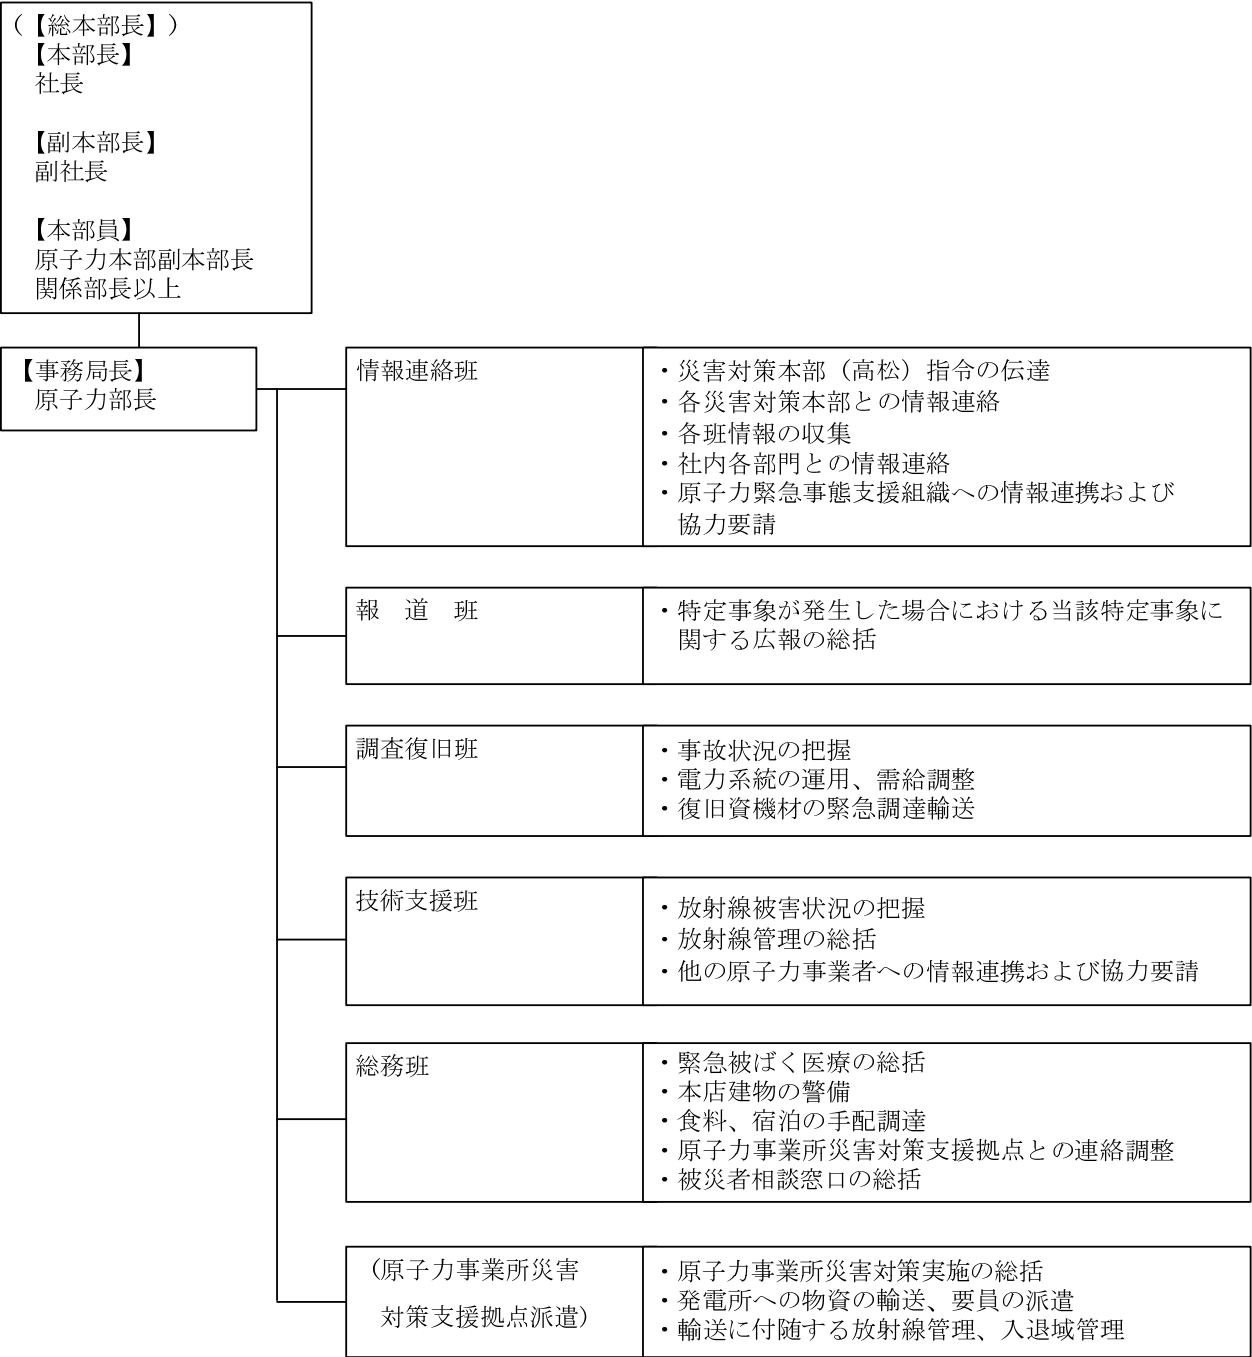 （【総本部長】）
【本部長】
社長
【副本部長】
副社長
【本部員】
原子力本部副本部長
関係部長以上
【事務局長】
原子力部長
情報連絡班
・災害対策本部（高松）指令の伝達
・各災害対策本部との情報連絡
・各班情報の収集
・社内各部門との情報連絡
・原子力緊急事態支援組織への情報連携および
協力要請
報　道　班
・特定事象が発生した場合における当該特定事象に
関する広報の総括
調査復旧班
・事故状況の把握
・電力系統の運用、需給調整
・復旧資機材の緊急調達輸送
技術支援班
・放射線被害状況の把握
・放射線管理の総括
・他の原子力事業者への情報連携および協力要請
総務班
・緊急被ばく医療の総括
・本店建物の警備
・食料、宿泊の手配調達
・原子力事業所災害対策支援拠点との連絡調整
・被災者相談窓口の総括
（原子力事業所災害
対策支援拠点派遣）
・原子力事業所災害対策実施の総括
・発電所への物資の輸送、要員の派遣
・輸送に付随する放射線管理、入退域管理